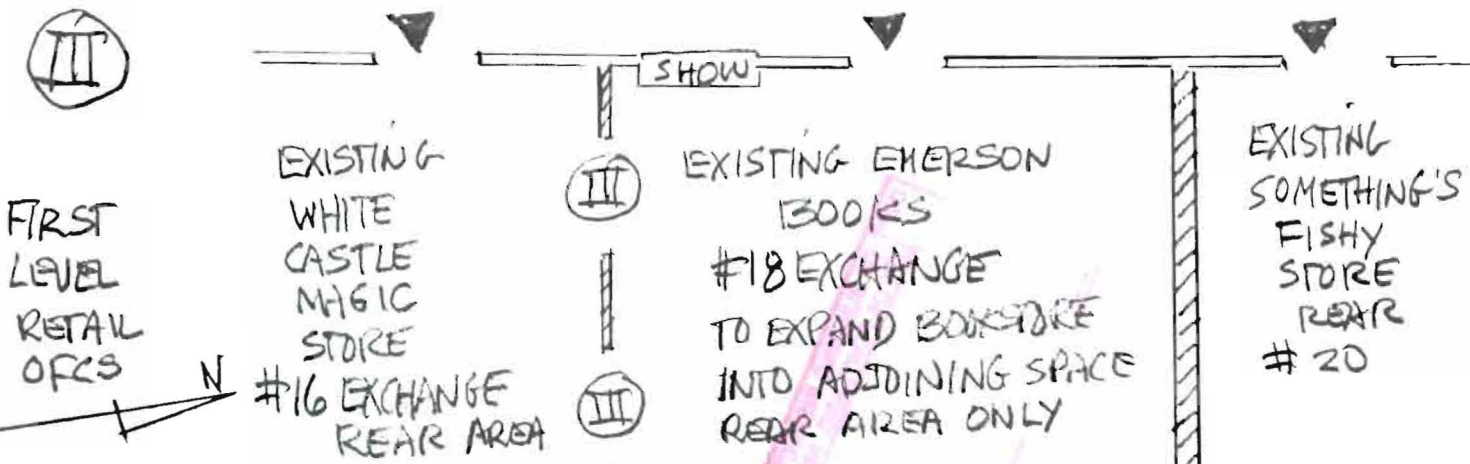 III
SHOW
FIRST
LEVEL
RETAIL
OFCS
N
EXISTING
WHITE
CASTLE
MAGIC
STORE
#16 EXCHANGE
REAR AREA
III
III
EXISTING EMERSON
BOOKS
#18 EXCHANGE
TO EXPAND BOOKSTORE
INTO ADJOINING SPACE
REAR AREA ONLY
EXISTING
SOMETHING'S
FISHY
STORE
REAR
# 20